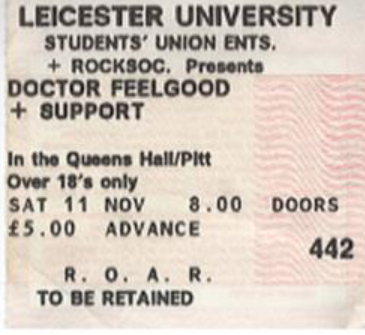 LEICESTER UNIVERSITY
STUDENTS' UNION ENTS.
+ ROCKSOC. Presents
DOCTOR FEELGOOD
+ SUPPORT
In the Queens Hall/Pitt
Over 18's only
SAT 11 NOV 8.00 DOORS
£5.00 ADVANCE
442
R. O. A. R.
TO BE RETAINED